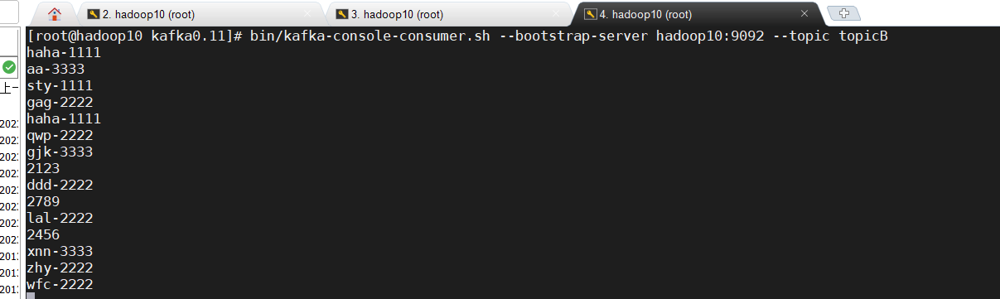 2. hadoop10 (root)
3. hadoop10 (root)
4. hadoop10 (root)
[root@hadoop10 kafka0.11]# bin/kafka-console-consumer.sh --bootstrap-server hadoop10:9092 --topic topicB
haha-1111
aa-3333
sty-1111
gag-2222
haha-1111
qwp-2222
gjk-3333
2123
ddd-2222
2789
lal-2222
2456
xnn-3333
zhy-2222
wfc-2222
上